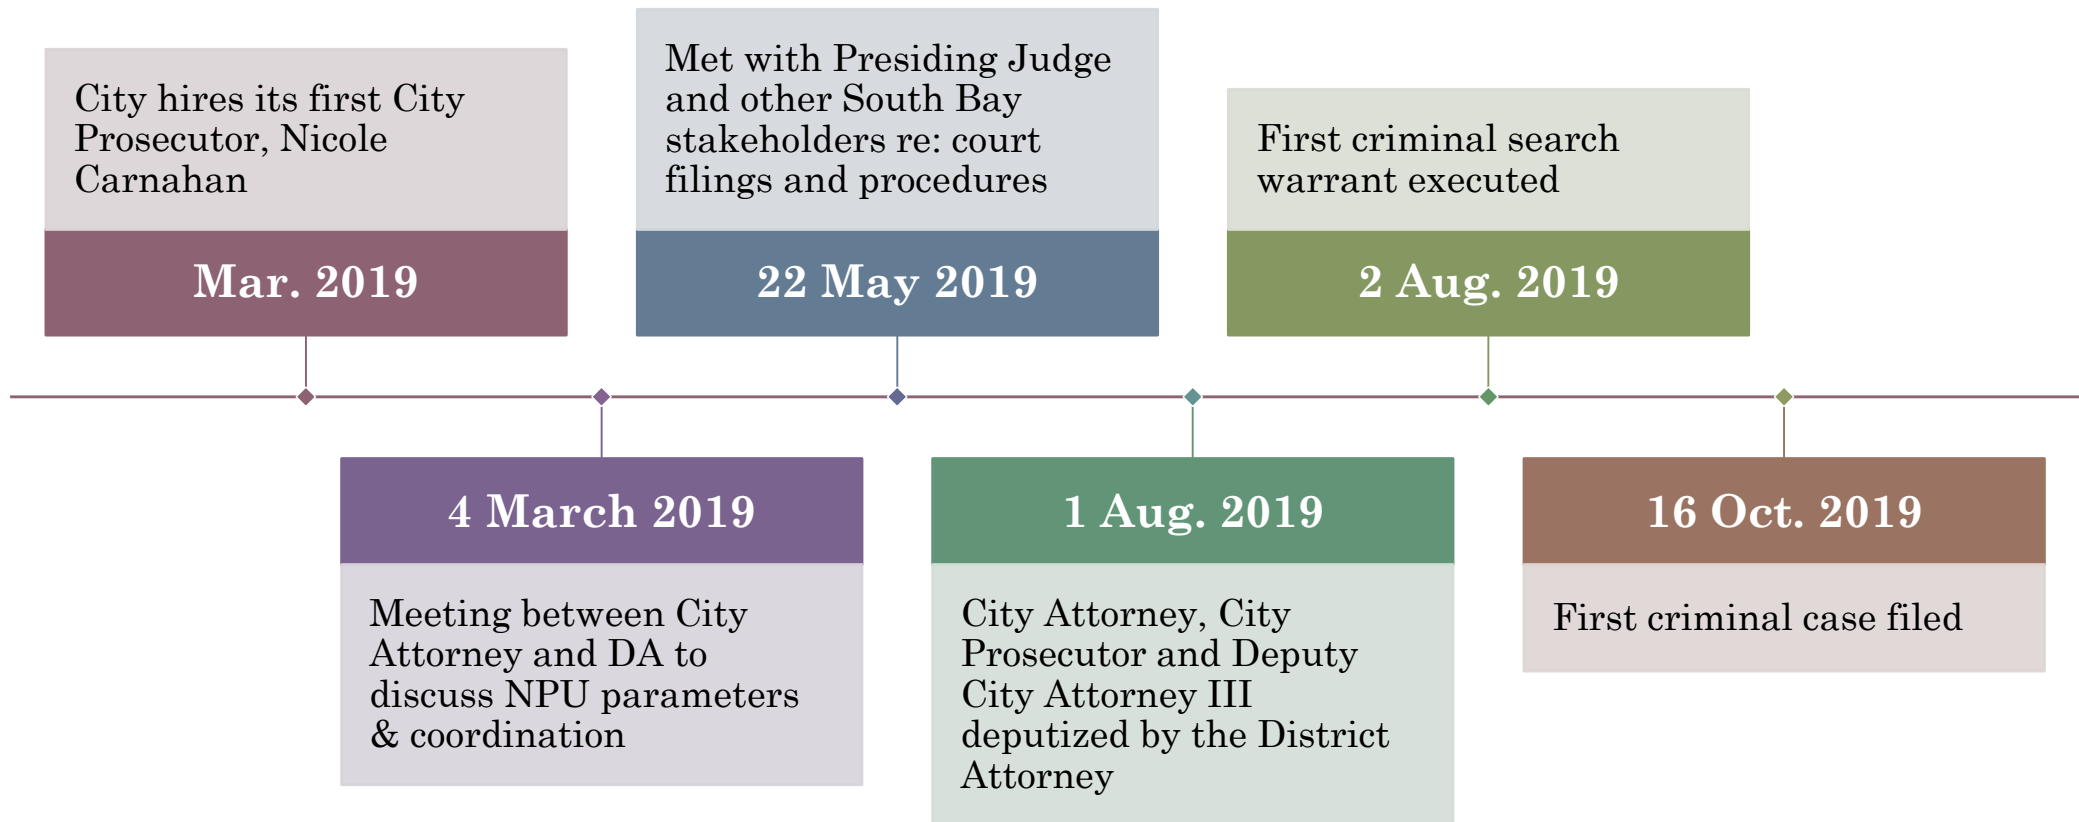 City hires its first City
Prosecutor, Nicole
Carnahan
Mar. 2019
4 March 2019
Meeting between City
Attorney and DA to
discuss NPU parameters
& coordination
Met with Presiding Judge
and other South Bay
stakeholders re: court
filings and procedures
22 May 2019
1 Aug. 2019
City Attorney, City
Prosecutor and Deputy
City Attorney III
deputized by the District
Attorney
First criminal search
warrant executed
2 Aug. 2019
16 Oct. 2019
First criminal case filed